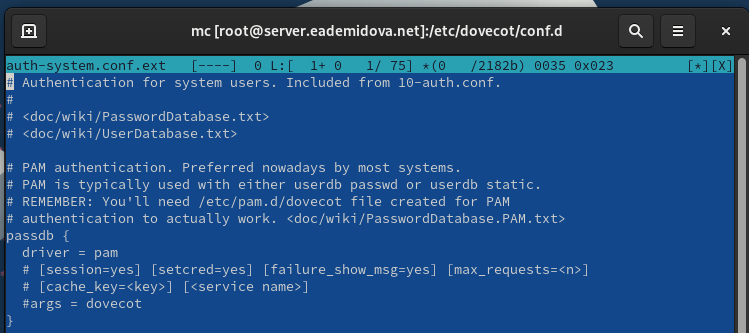 mc [root@server.eademidova.net]:/etc/dovecot/conf.d
auth-system.conf.ext   [----]  0 L:[  1+ 0   1/ 75] *(0   /2182b) 0035 0x023   [*][X]
# Authentication for system users. Included from 10-auth.conf.
#
# <doc/wiki/PasswordDatabase.txt>
# <doc/wiki/UserDatabase.txt>

# PAM authentication. Preferred nowadays by most systems.
# PAM is typically used with either userdb passwd or userdb static.
# REMEMBER: You'll need /etc/pam.d/dovecot file created for PAM
# authentication to actually work. <doc/wiki/PasswordDatabase.PAM.txt>
passdb {
  driver = pam
  # [session=yes] [setcred=yes] [failure_show_msg=yes] [max_requests=<n>]
  # [cache_key=<key>] [<service name>]
  #args = dovecot
}